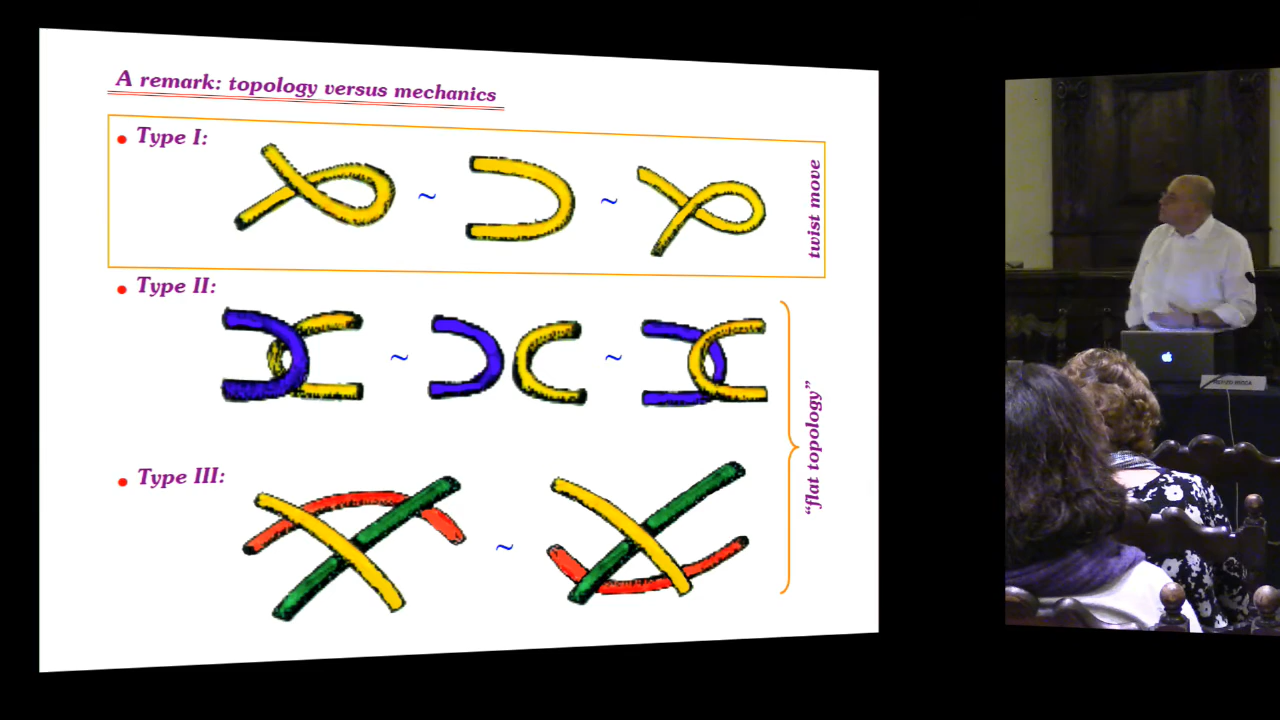 A remark: topology versus mechanics
• Type I:
~ ~
twist move
• Type II:
~ ~
"flat topology"
• Type III:
~